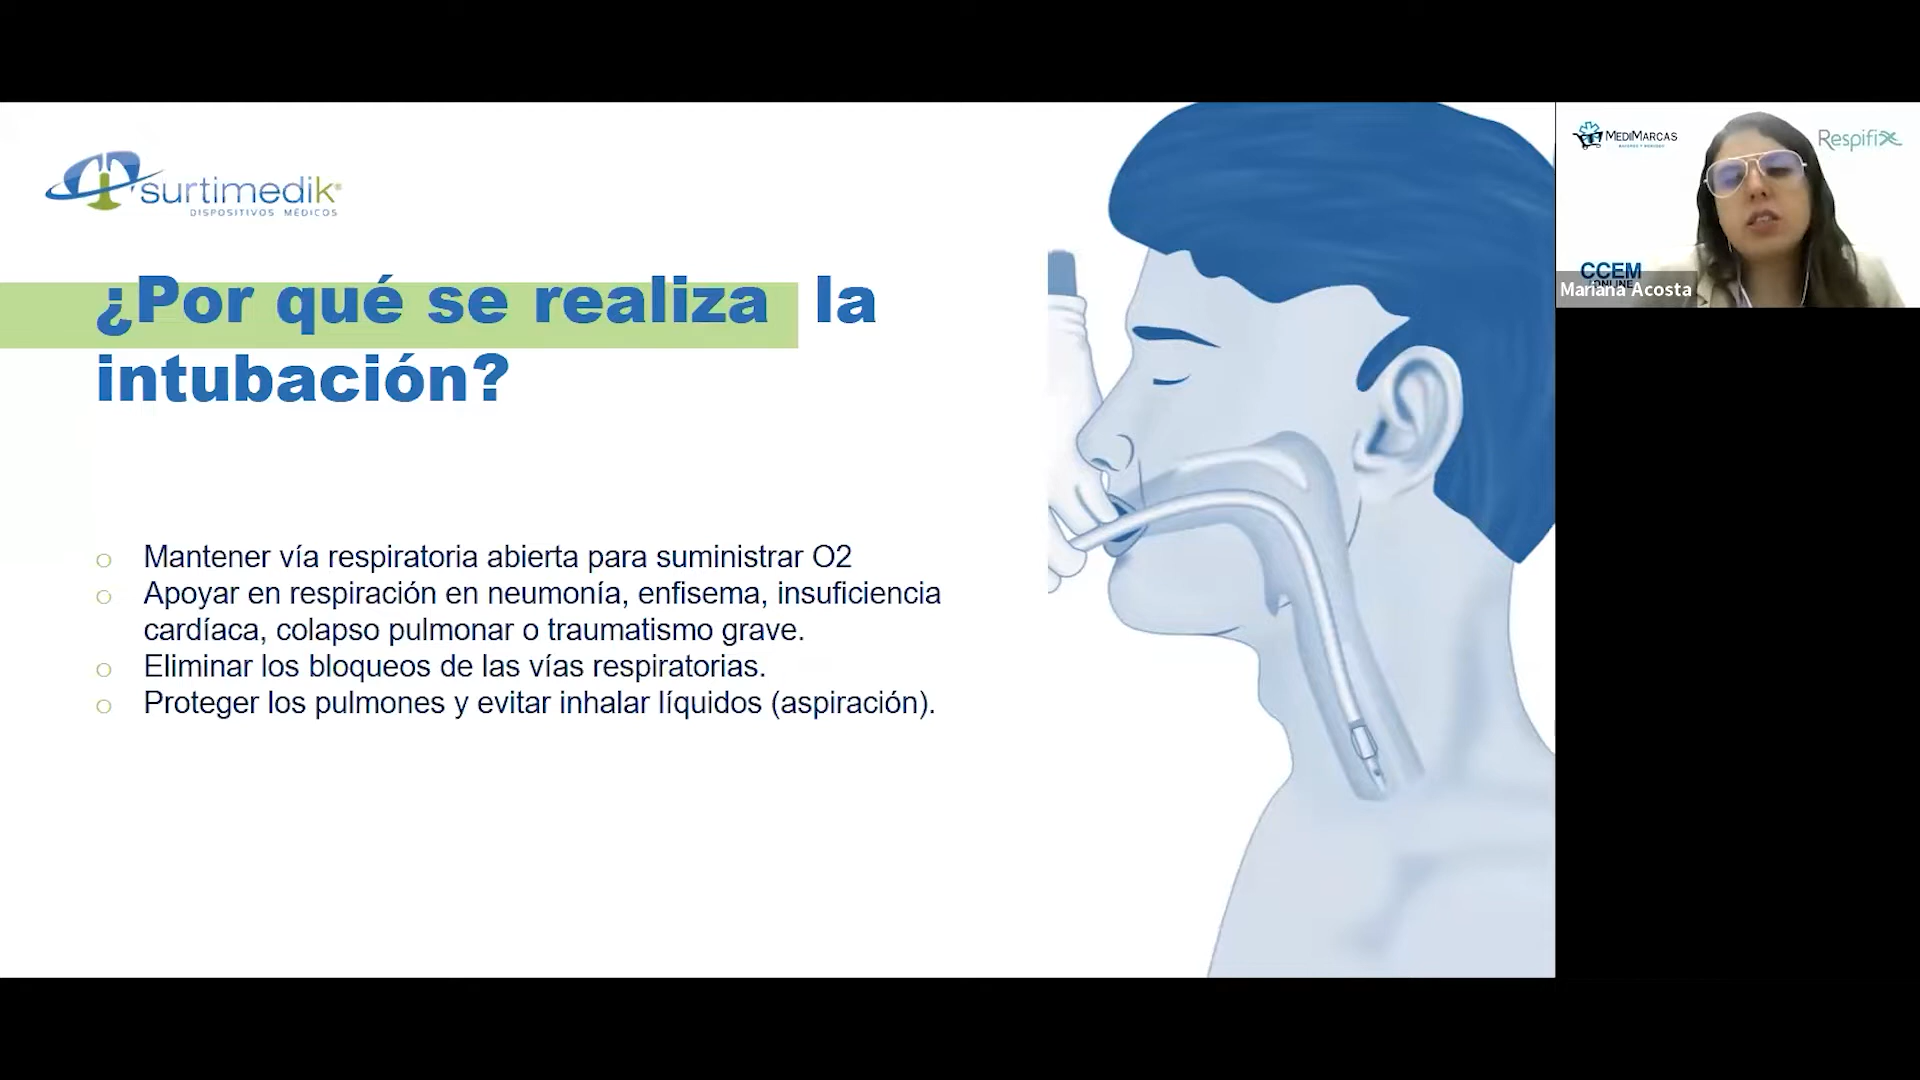 surtimedik®
DISPOSITIVOS MÉDICOS
¿Por qué se realiza la
intubación?
Mantener vía respiratoria abierta para suministrar O2
Apoyar en respiración en neumonía, enfisema, insuficiencia
cardíaca, colapso pulmonar o traumatismo grave.
Eliminar los bloqueos de las vías respiratorias.
Proteger los pulmones y evitar inhalar líquidos (aspiración).
MEDIMARCAS
Respifix
CCEM
ONLINE
Mariana Acosta